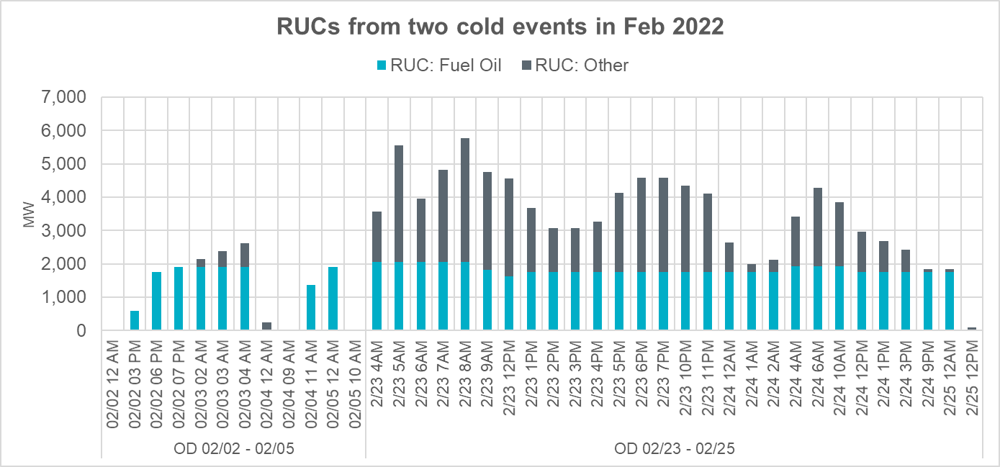 RUCs from two cold events in Feb 2022
RUC: Fuel Oil RUC: Other
7,000
6,000
5,000
4,000
3,000
2,000
1,000
0
MW
02/02 12 AM
02/02 03 PM
02/02 06 PM
02/02 07 PM
02/03 02 AM
02/03 03 AM
02/03 04 AM
02/04 12 AM
02/04 09 AM
02/04 11 AM
02/05 12 AM
02/05 10 AM
2/23 4AM
2/23 5AM
2/23 6AM
2/23 7AM
2/23 8AM
2/23 9AM
2/23 12PM
2/23 1PM
2/23 2PM
2/23 3PM
2/23 4PM
2/23 5PM
2/23 6PM
2/23 7PM
2/23 10PM
2/23 11PM
2/24 12AM
2/24 1AM
2/24 2AM
2/24 4AM
2/24 6AM
2/24 10AM
2/24 12PM
2/24 1PM
2/24 3PM
2/24 9PM
2/25 12AM
2/25 12PM
OD 02/02 - 02/05
OD 02/23 - 02/25